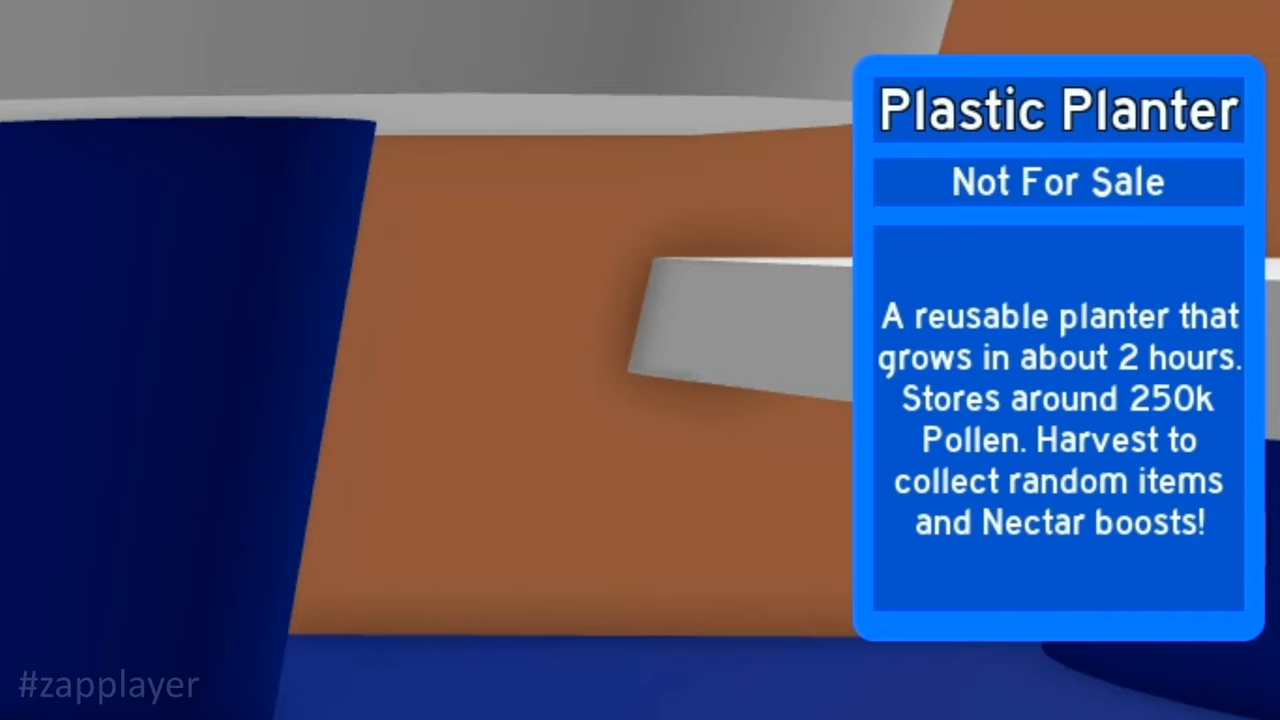 Plastic Planter
Not For Sale
A reusable planter that
grows in about 2 hours.
Stores around 250k
Pollen. Harvest to
collect random items
and Nectar boosts!
#zapplayer